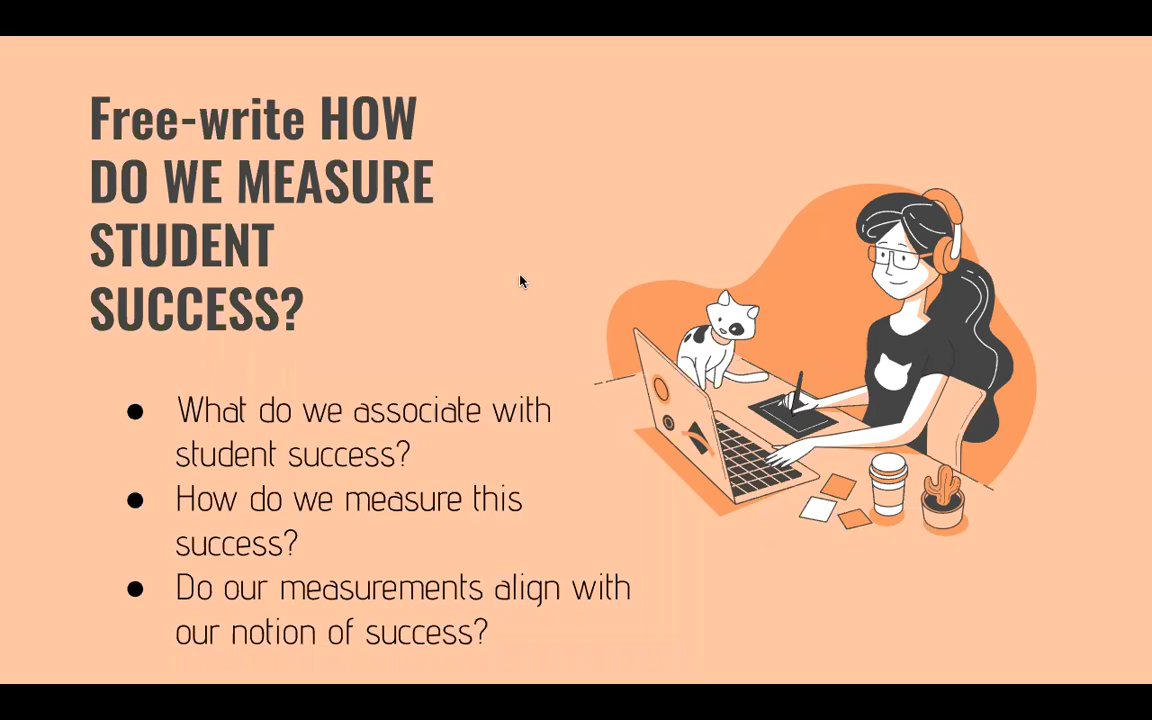 Free-write HOW
DO WE MEASURE
STUDENT
SUCCESS?
● What do we associate with
student success?
● How do we measure this
success?
● Do our measurements align with
our notion of success?